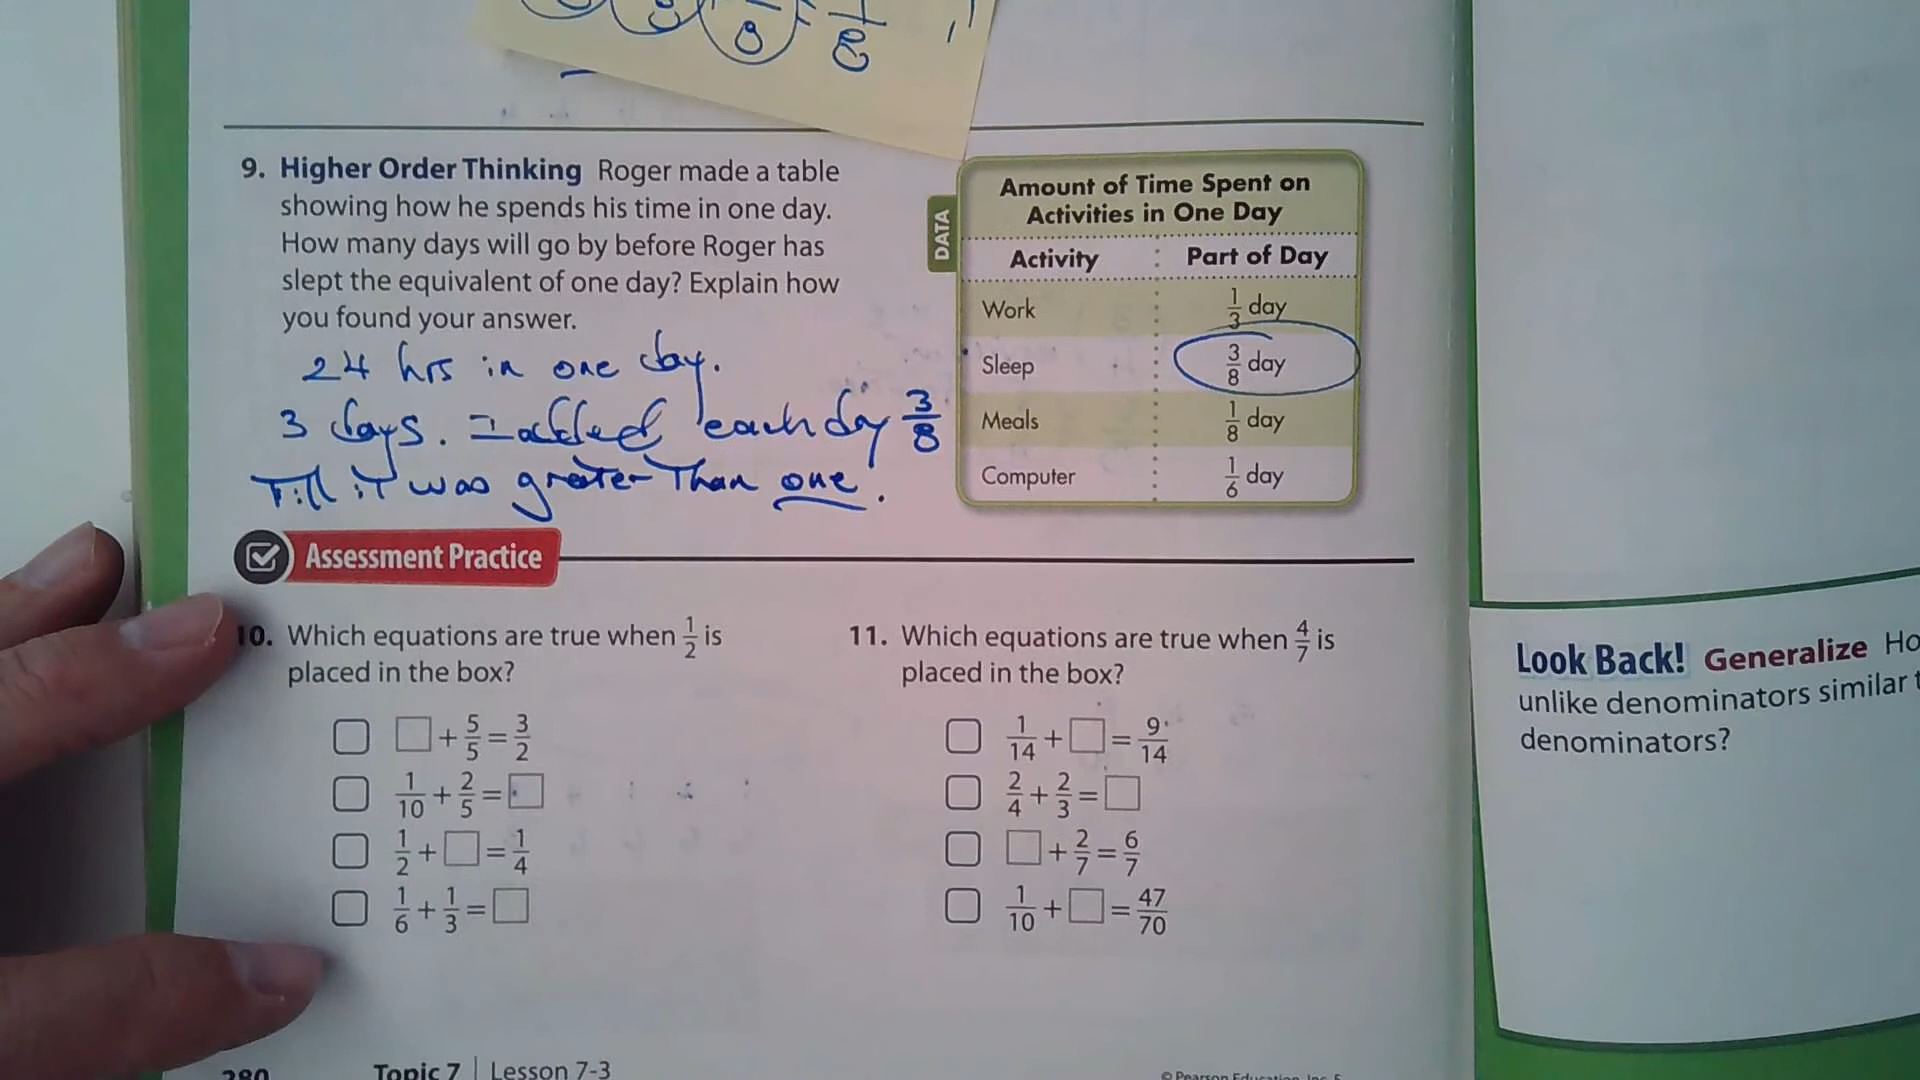 8 = 1/8
9. Higher Order Thinking Roger made a table
showing how he spends his time in one day.
How many days will go by before Roger has
slept the equivalent of one day? Explain how
you found your answer.
24 hrs in one day.
3 days. I added each day 3/8
Till it was greater Than one.
DATA
Amount of Time Spent on
Activities in One Day
Activity Part of Day
Work 1/3 day
Sleep 3/8 day
Meals 1/8 day
Computer 1/6 day
Assessment Practice
10. Which equations are true when 1/2 is
placed in the box?
□ + 5/5 = 3/2
1/10 + 2/5 = □
1/2 + □ = 1/4
1/6 + 1/3 = □
11. Which equations are true when 4/7 is
placed in the box?
1/14 + □ = 9/14
2/4 + 2/3 = □
□ + 2/7 = 6/7
1/10 + □ = 47/70
280 Topic 7 | Lesson 7-3
© Pearson Education, Inc. 5
Look Back! Generalize
unlike denominators similar
denominators?